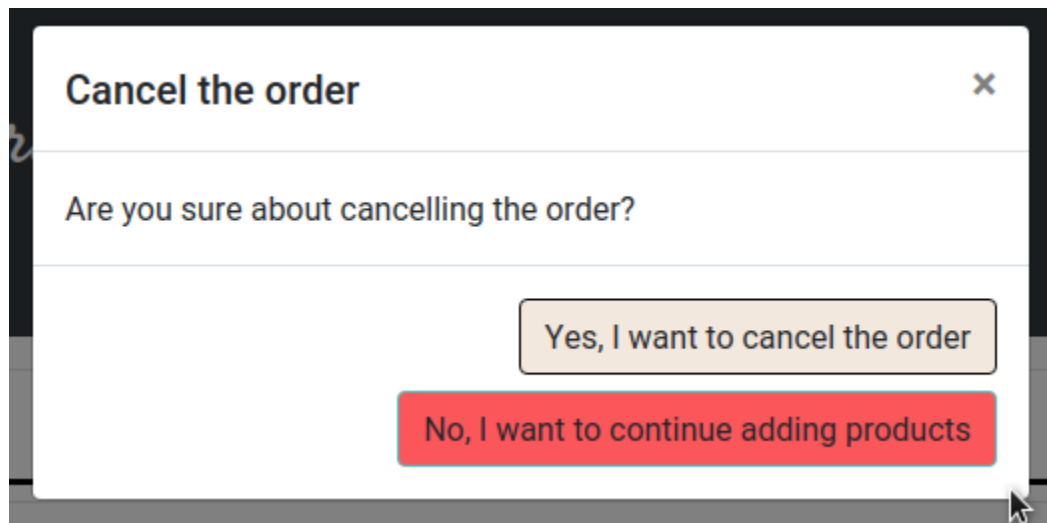 Cancel the order ×
Are you sure about cancelling the order?
Yes, I want to cancel the order
No, I want to continue adding products